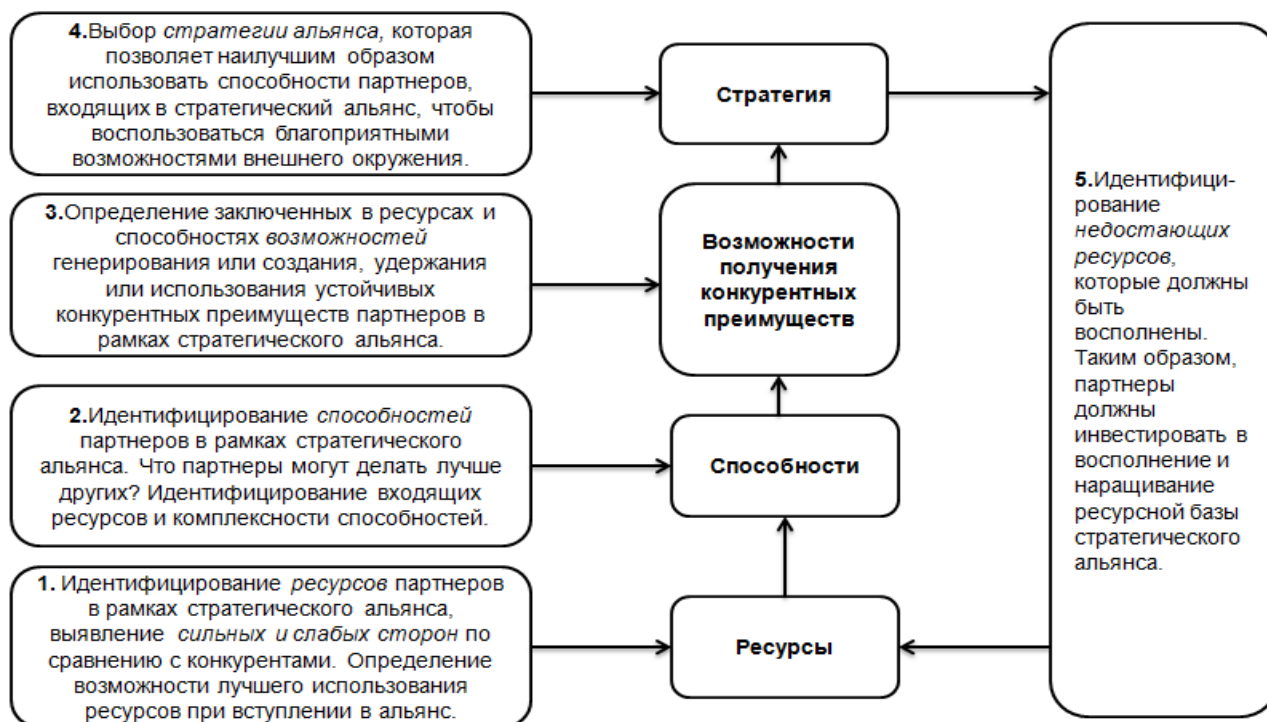 4.Выбор стратегии альянса, которая
позволяет наилучшим образом
использовать способности партнеров,
входящих в стратегический альянс, чтобы
воспользоваться благоприятными
возможностями внешнего окружения.
Стратегия
3.Определение заключенных в ресурсах и
способностях возможностей
генерирования или создания, удержания
или использования устойчивых
конкурентных преимуществ партнеров в
рамках стратегического альянса.
Возможности
получения
конкурентных
преимуществ
2.Идентифицирование способностей
партнеров в рамках стратегического
альянса. Что партнеры могут делать лучше
других? Идентифицирование входящих
ресурсов и комплексности способностей.
Способности
1. Идентифицирование ресурсов партнеров
в рамках стратегического альянса,
выявление сильных и слабых сторон по
сравнению с конкурентами. Определение
возможности лучшего использования
ресурсов при вступлении в альянс.
Ресурсы
5.Идентифици-
рование
недостающих
ресурсов,
которые должны
быть
восполнены.
Таким образом,
партнеры
должны
инвестировать в
восполнение и
наращивание
ресурсной базы
стратегического
альянса.